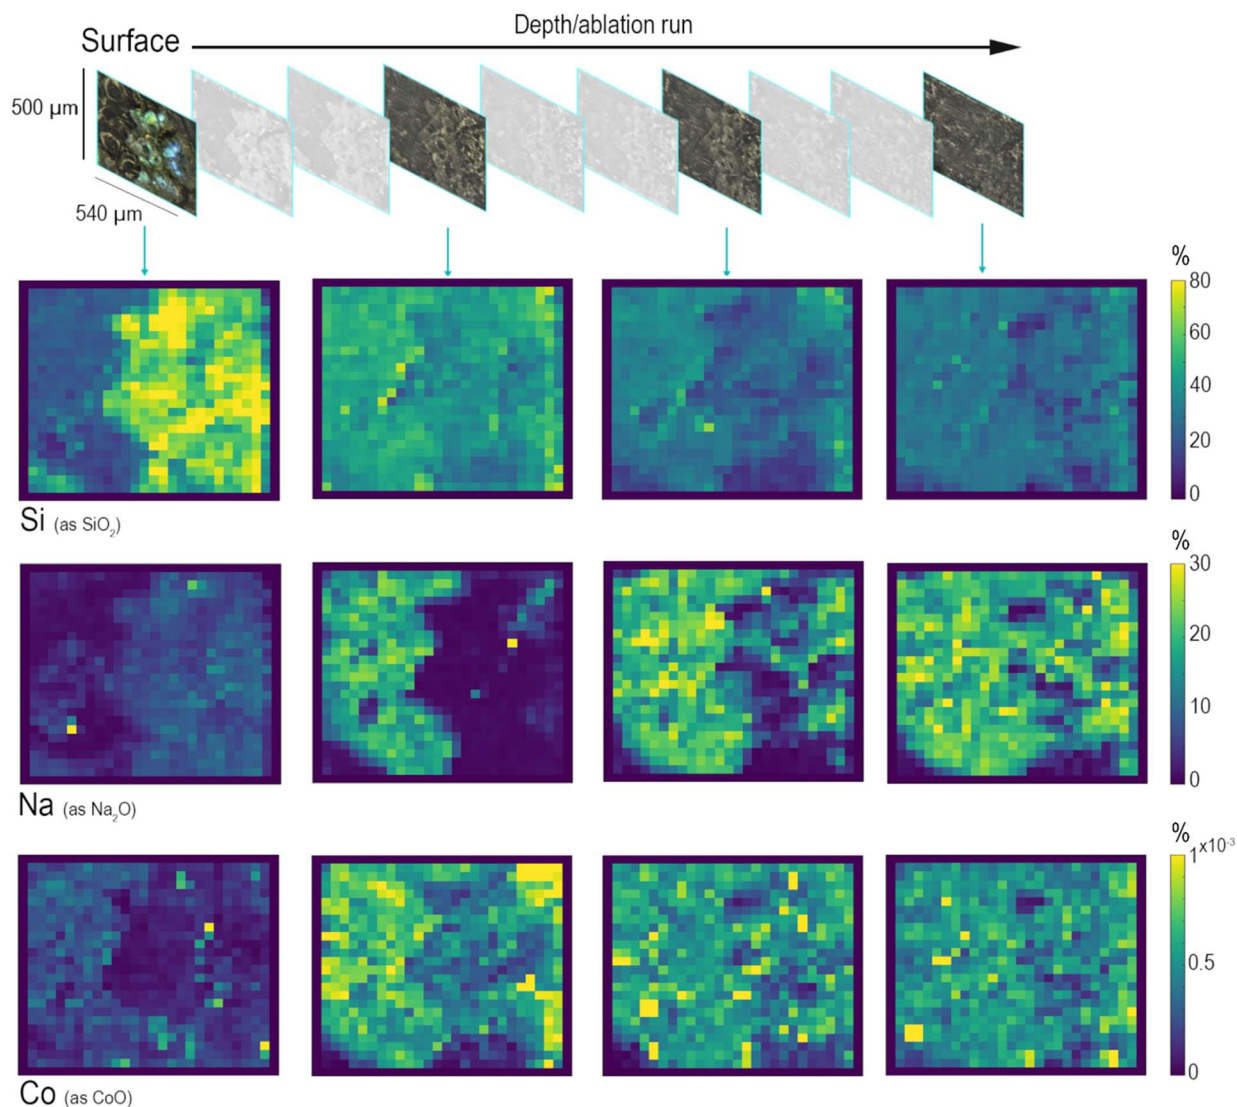 Depth/ablation run
Surface
500 µm
540 µm
%
80
60
40
20
0
Si (as SiO₂)
%
30
20
10
0
Na (as Na₂O)
%
1×10⁻³
0.5
0
Co (as CoO)